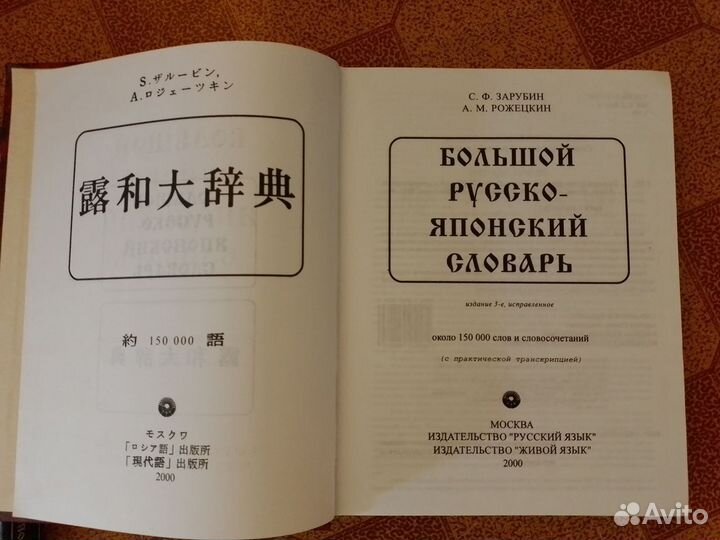 S.ザルービン,
A.ロジェーツキン
露和大辞典
約 150 000 語
モスクワ
「ロシア語」出版所
「現代語」出版所
2000
С. Ф. ЗАРУБИН
А. М. РОЖЕЦКИН
БОЛЬШОЙ
РУССКО-
ЯПОНСКИЙ
СЛОВАРЬ
издание 3-е, исправленное
около 150 000 слов и словосочетаний
(с практической транскрипцией)
МОСКВА
ИЗДАТЕЛЬСТВО "РУССКИЙ ЯЗЫК"
ИЗДАТЕЛЬСТВО "ЖИВОЙ ЯЗЫК"
2000
Avito